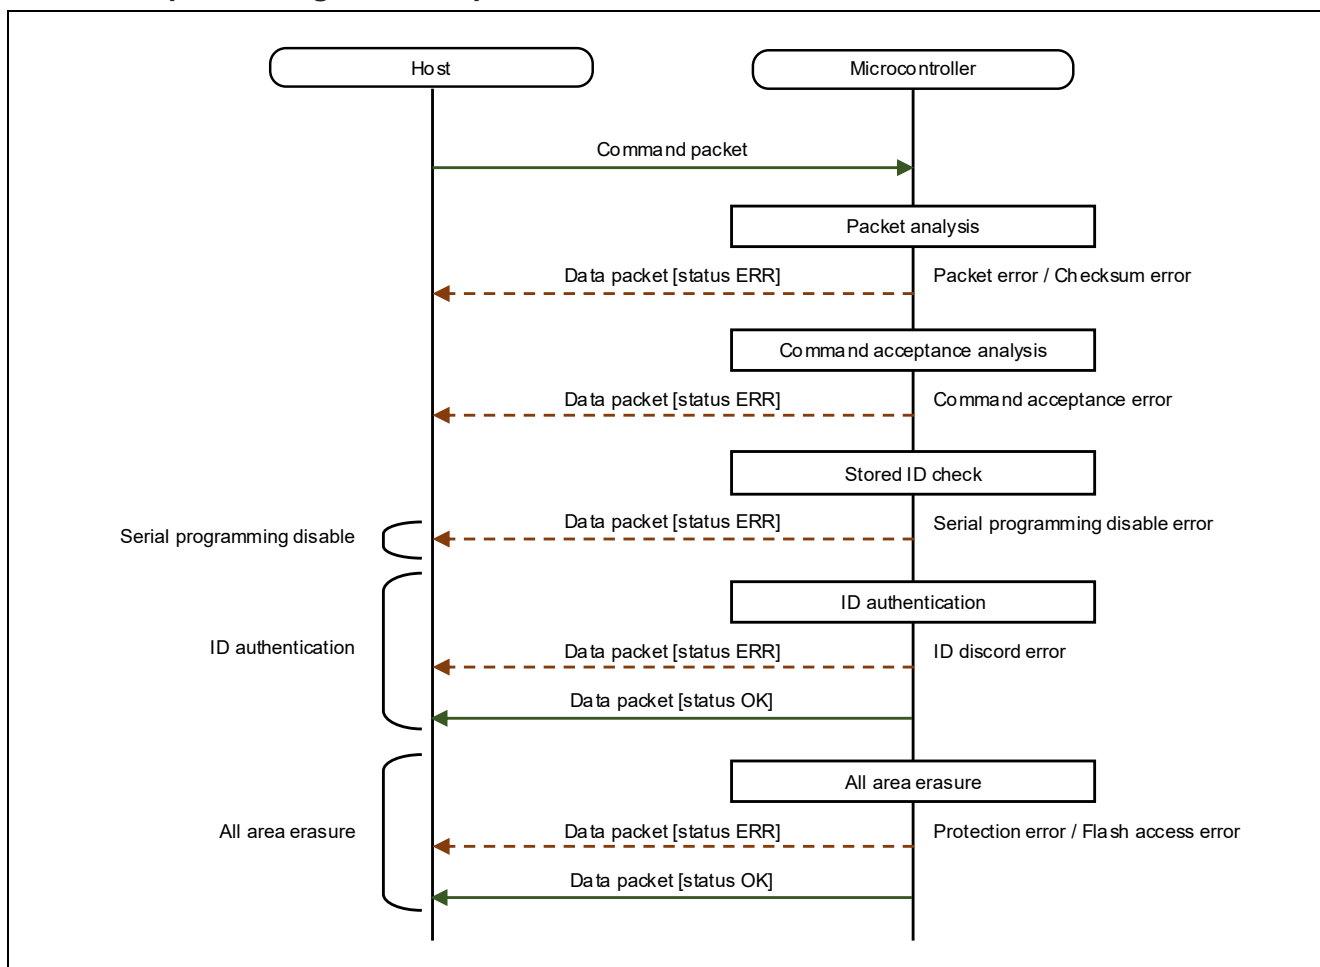 Host
Microcontroller
Command packet
Packet analysis
Data packet [status ERR]
Packet error / Checksum error
Command acceptance analysis
Data packet [status ERR]
Command acceptance error
Stored ID check
Serial programming disable
Data packet [status ERR]
Serial programming disable error
ID authentication
ID authentication
Data packet [status ERR]
ID discord error
Data packet [status OK]
All area erasure
All area erasure
Data packet [status ERR]
Protection error / Flash access error
Data packet [status OK]